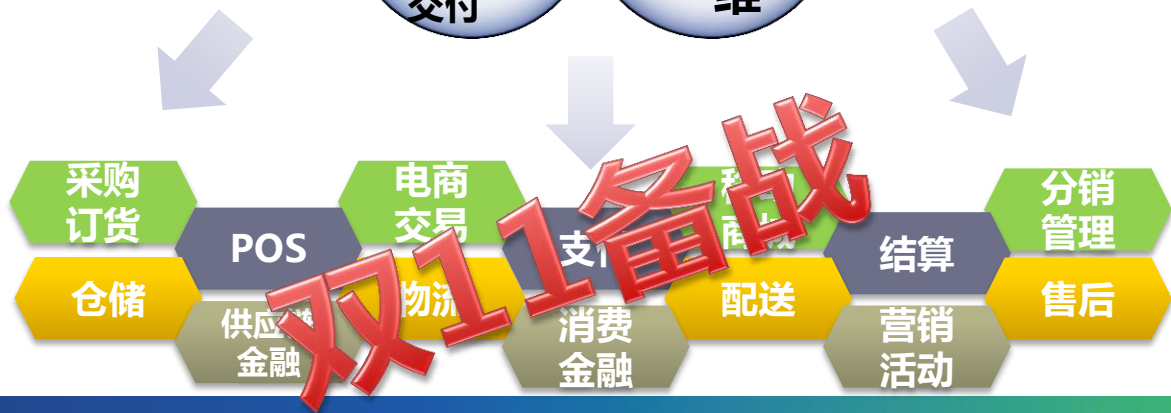 交付
维
采购
订货
POS
电商
交易
支付
商城
结算
分销
管理
仓储
供应链
金融
物流
消费
金融
配送
营销
活动
售后
双11备战